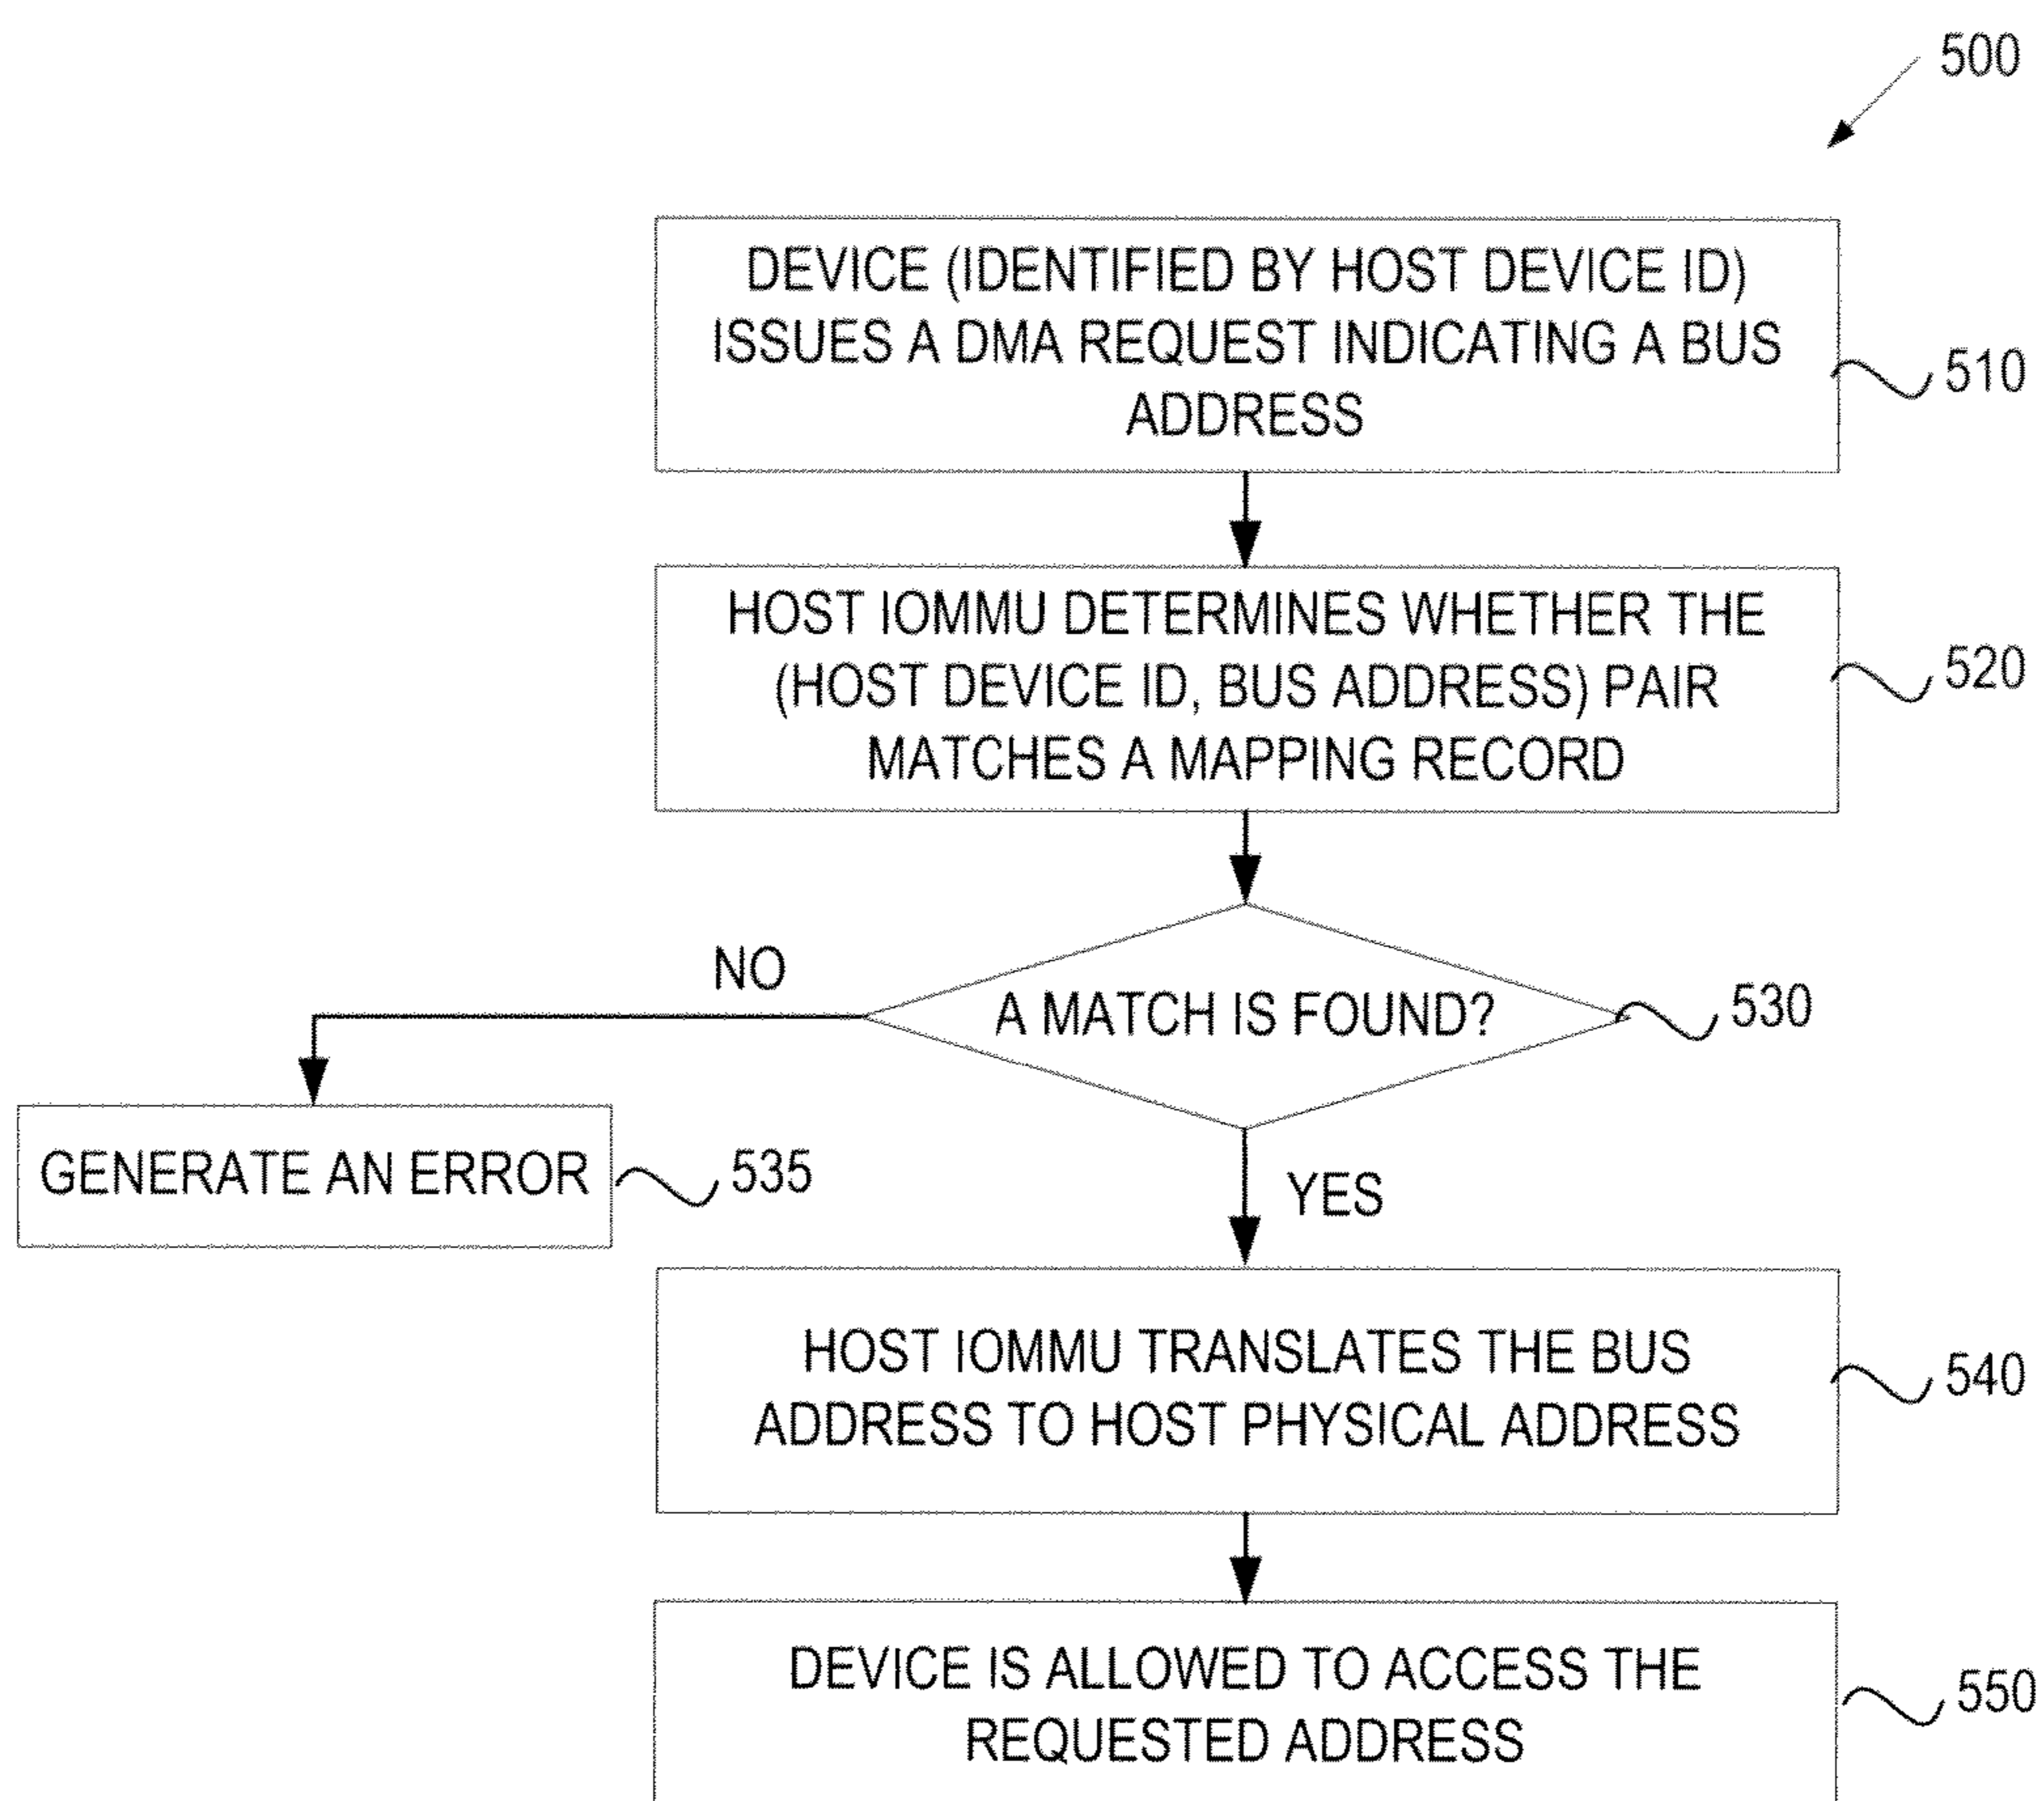 500
DEVICE (IDENTIFIED BY HOST DEVICE ID)
ISSUES A DMA REQUEST INDICATING A BUS
ADDRESS
510
HOST IOMMU DETERMINES WHETHER THE
(HOST DEVICE ID, BUS ADDRESS) PAIR
MATCHES A MAPPING RECORD
520
NO
A MATCH IS FOUND?
530
GENERATE AN ERROR
535
YES
HOST IOMMU TRANSLATES THE BUS
ADDRESS TO HOST PHYSICAL ADDRESS
540
DEVICE IS ALLOWED TO ACCESS THE
REQUESTED ADDRESS
550